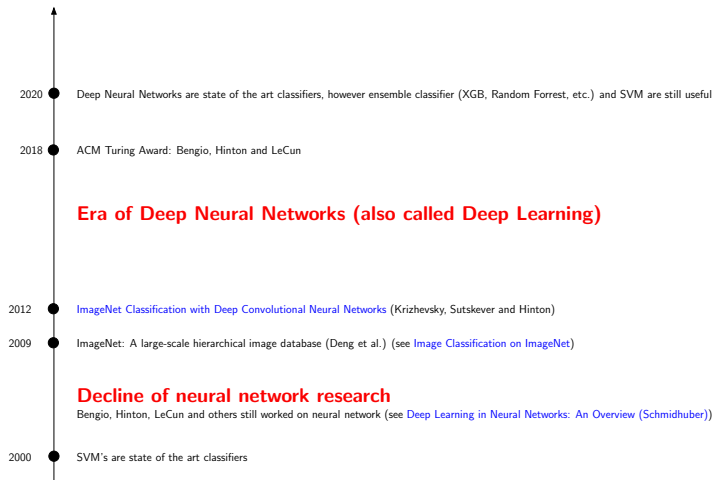 2020 Deep Neural Networks are state of the art classifiers, however ensemble classifier (XGB, Random Forrest, etc.) and SVM are still useful
2018 ACM Turing Award: Bengio, Hinton and LeCun
Era of Deep Neural Networks (also called Deep Learning)
2012 ImageNet Classification with Deep Convolutional Neural Networks (Krizhevsky, Sutskever and Hinton)
2009 ImageNet: A large-scale hierarchical image database (Deng et al.) (see Image Classification on ImageNet)
Decline of neural network research
Bengio, Hinton, LeCun and others still worked on neural network (see Deep Learning in Neural Networks: An Overview (Schmidhuber))
2000 SVM's are state of the art classifiers